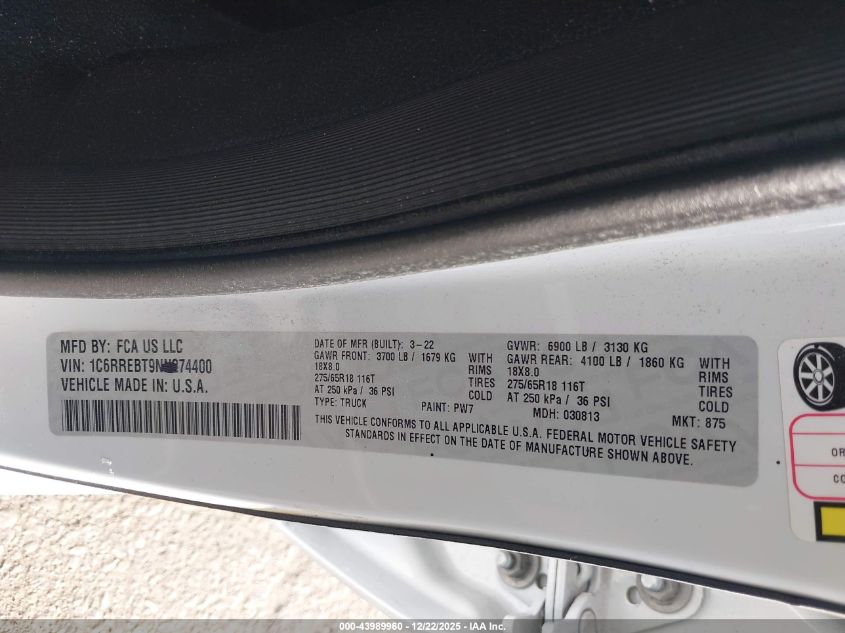 MFD BY: FCA US LLC
VIN: 1C6RREBT9N
274400
VEHICLE MADE IN: U.S.A.
DATE OF MFR (BUILT): 3-22
GAWR FRONT: 3700 LB / 1679 KG WITH
18X8.0 RIMS
275/65R18 116T TIRES
AT 250 kPa / 36 PSI COLD
TYPE: TRUCK PAINT: PW7
GVWR: 6900 LB / 3130 KG
GAWR REAR: 4100 LB / 1860 KG WITH
18X8.0 RIMS
275/65R18 116T TIRES
AT 250 kPa / 36 PSI COLD
MDH: 030813 MKT: 875
THIS VEHICLE CONFORMS TO ALL APPLICABLE U.S.A. FEDERAL MOTOR VEHICLE SAFETY
STANDARDS IN EFFECT ON THE DATE OF MANUFACTURE SHOWN ABOVE.
OR
CO
000-43989960 - 12/22/2025 - IAA Inc.